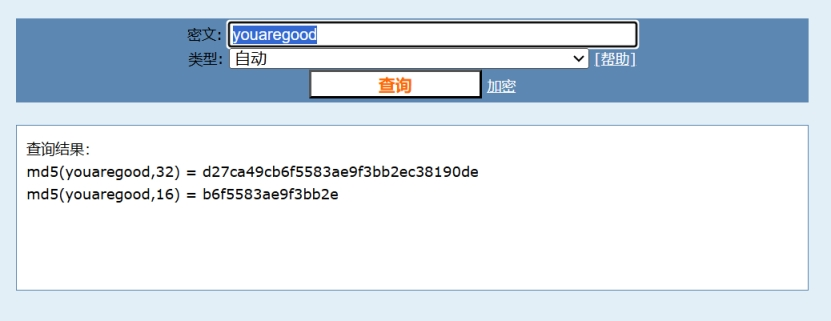 密文: youaregood
类型: 自动 [帮助]
查询 加密
查询结果:
md5(youaregood,32) = d27ca49cb6f5583ae9f3bb2ec38190de
md5(youaregood,16) = b6f5583ae9f3bb2e